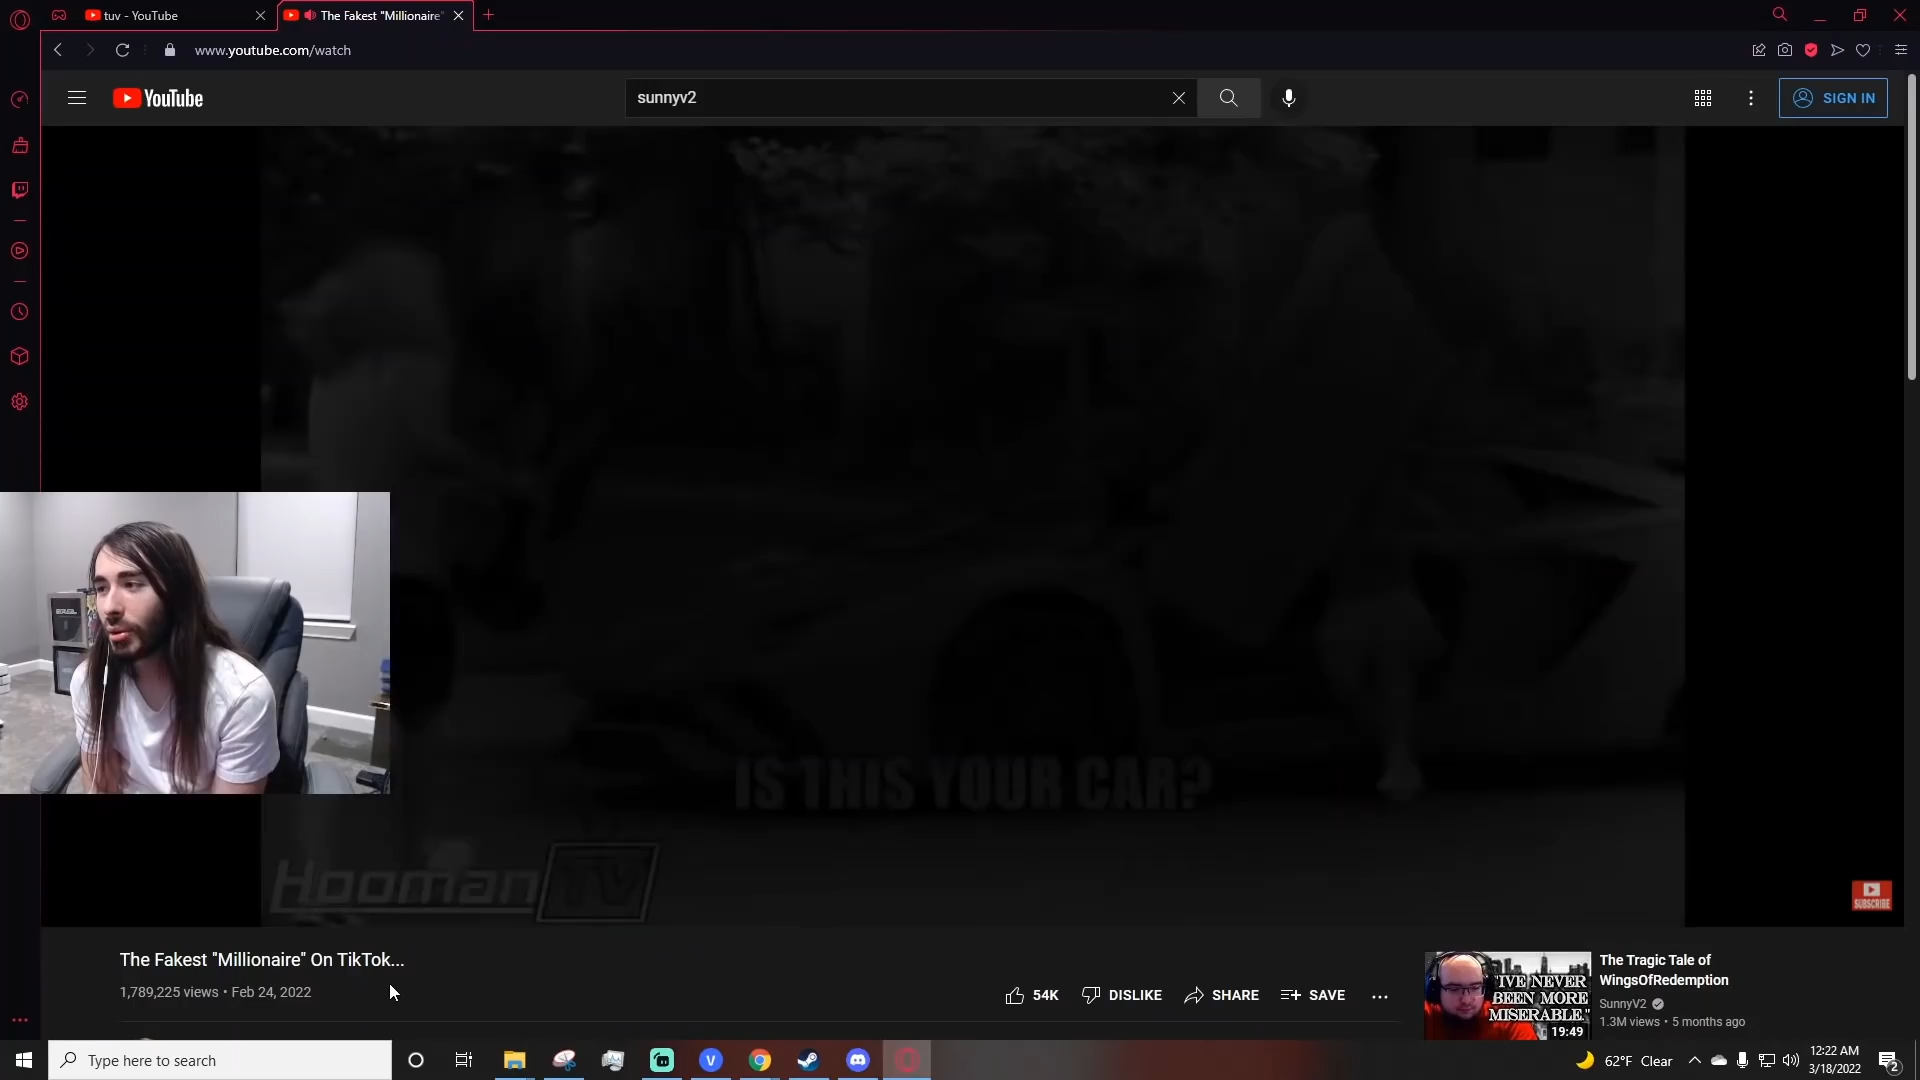 tuv - YouTube
The Fakest "Millionaire"
www.youtube.com/watch
YouTube
sunnyv2
SIGN IN
IS THIS YOUR CAR?
Hooman TV
SUBSCRIBE
The Fakest "Millionaire" On TikTok...
1,789,225 views • Feb 24, 2022
54K
DISLIKE
SHARE
SAVE
"I'VE NEVER
BEEN MORE
MISERABLE."
19:49
The Tragic Tale of
WingsOfRedemption
SunnyV2
1.3M views • 5 months ago
Type here to search
62°F Clear
12:22 AM
3/18/2022
2